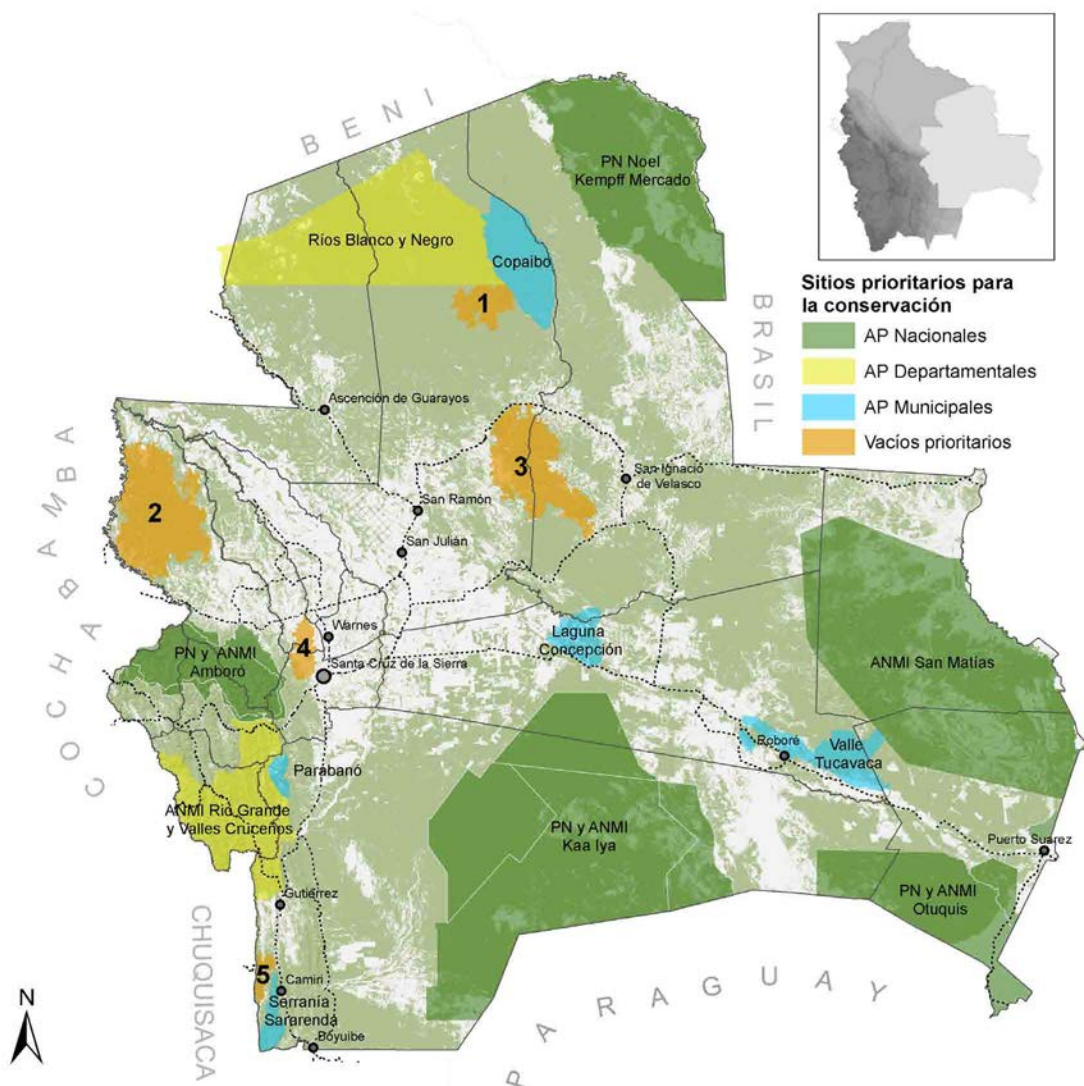 BENI
PN Noel
Kempff Mercado
Ríos Blanco y Negro
Copaibo
1
BRASIL
Sitios prioritarios para
la conservación
AP Nacionales
AP Departamentales
AP Municipales
Vacíos prioritarios
Ascención de Guarayos
COCHABAMBA
2
3
San Ignacio
de Velasco
San Ramón
San Julián
4
Warnes
Santa Cruz de la Sierra
PN y ANMI
Amboró
Laguna
Concepción
ANMI San Matías
Parabanó
Roboré
Valle
Tucavaca
ANMI Rio Grande
y Valles Cruceños
PN y ANMI
Kaa Iya
Puerto Suarez
PN y ANMI
Otuquis
Gutiérrez
CHUQUISACA
5
Camiri
Serranía
Sararenda
Boyuibe
PARAGUAY
N